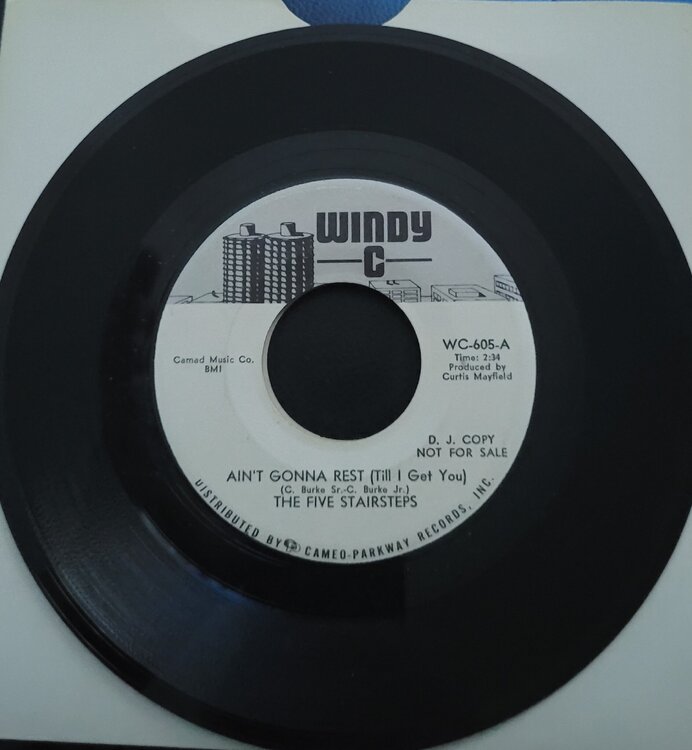 WINDY
C
WC-605-A
Time: 2:34
Produced by
Curtis Mayfield
Camad Music Co.
BMI
D. J. COPY
NOT FOR SALE
AIN'T GONNA REST (Till I Get You)
(C. Burke Sr.-C. Burke Jr.)
THE FIVE STAIRSTEPS
DISTRIBUTED BY CAMEO-PARKWAY RECORDS, INC.